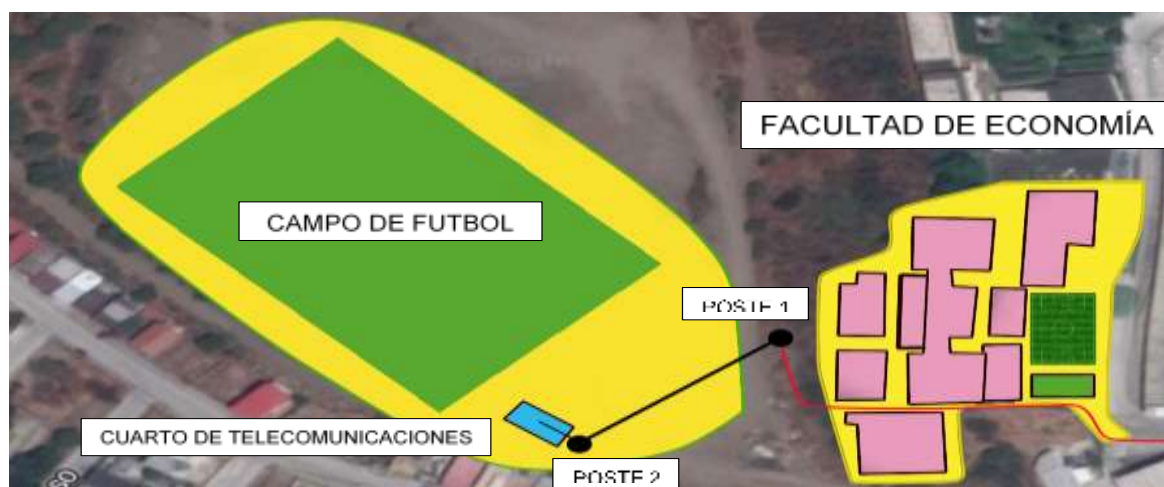 FACULTAD DE ECONOMÍA
CAMPO DE FUTBOL
POSTE 1
CUARTO DE TELECOMUNICACIONES
POSTE 2